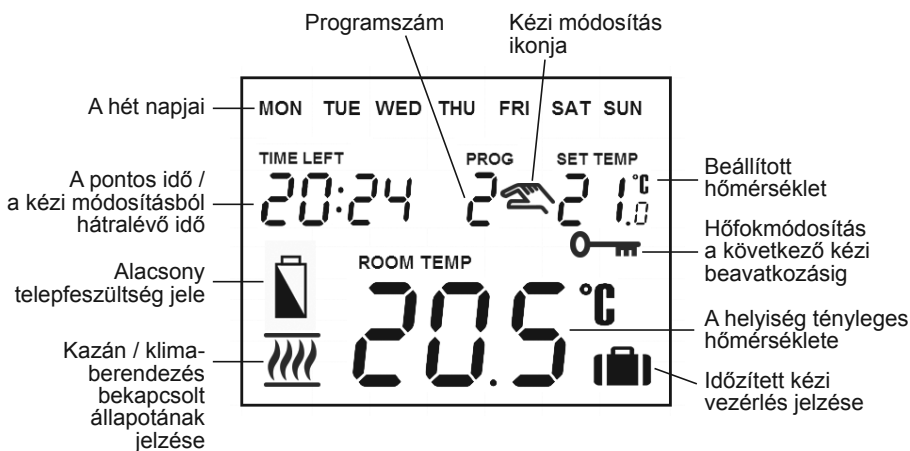 Programszám
Kézi módosítás
ikonja
A hét napjai
MON TUE WED THU FRI SAT SUN
TIME LEFT
PROG
SET TEMP
A pontos idő /
a kézi módosításból
hátralévő idő
20:24
2
21.0 °C
Beállított
hőmérséklet
Hőfokmódosítás
a következő kézi
beavatkozásig
Alacsony
telepfeszültség jele
ROOM TEMP
20.5 °C
A helyiség tényleges
hőmérséklete
Kazán / klima-
berendezés
bekapcsolt
állapotának
jelzése
Időzített kézi
vezérlés jelzése